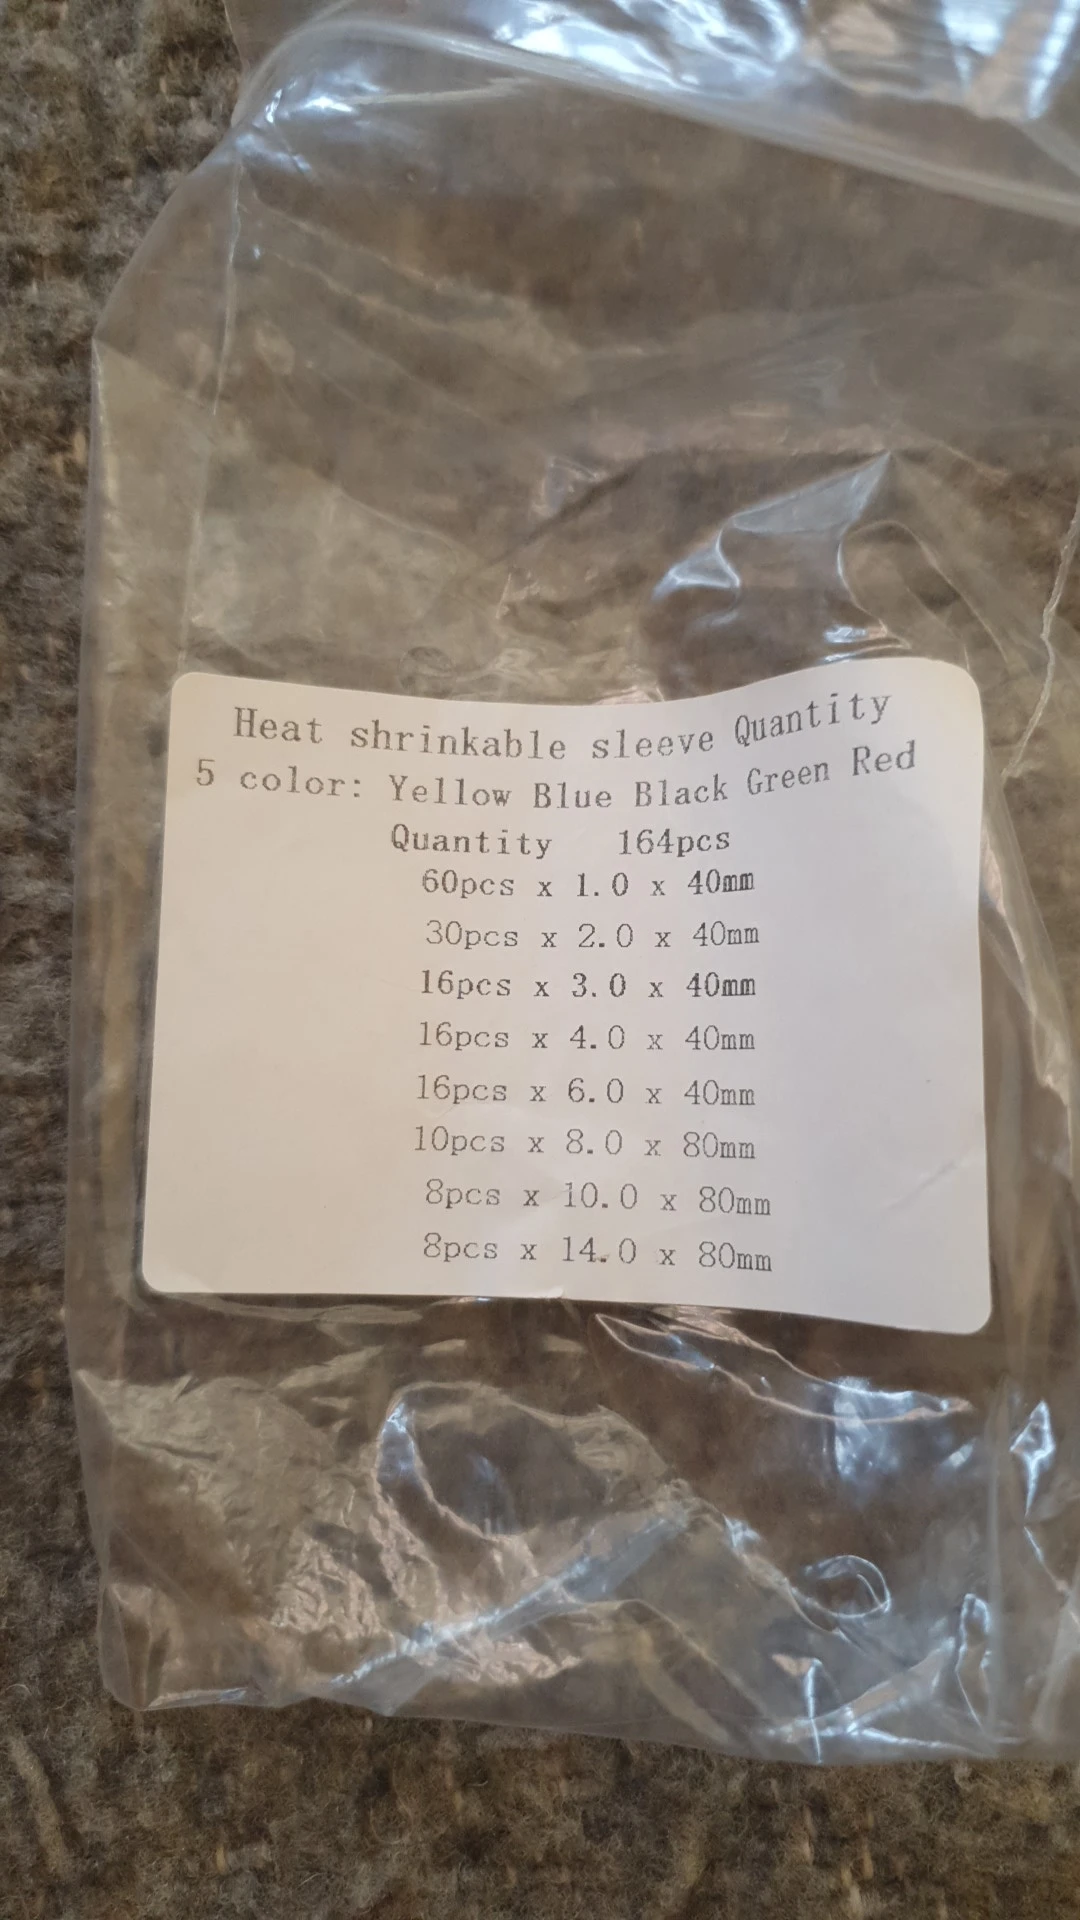 Heat shrinkable sleeve Quantity
5 color: Yellow Blue Black Green Red
Quantity 164pcs
60pcs x 1.0 x 40mm
30pcs x 2.0 x 40mm
16pcs x 3.0 x 40mm
16pcs x 4.0 x 40mm
16pcs x 6.0 x 40mm
10pcs x 8.0 x 80mm
8pcs x 10.0 x 80mm
8pcs x 14.0 x 80mm